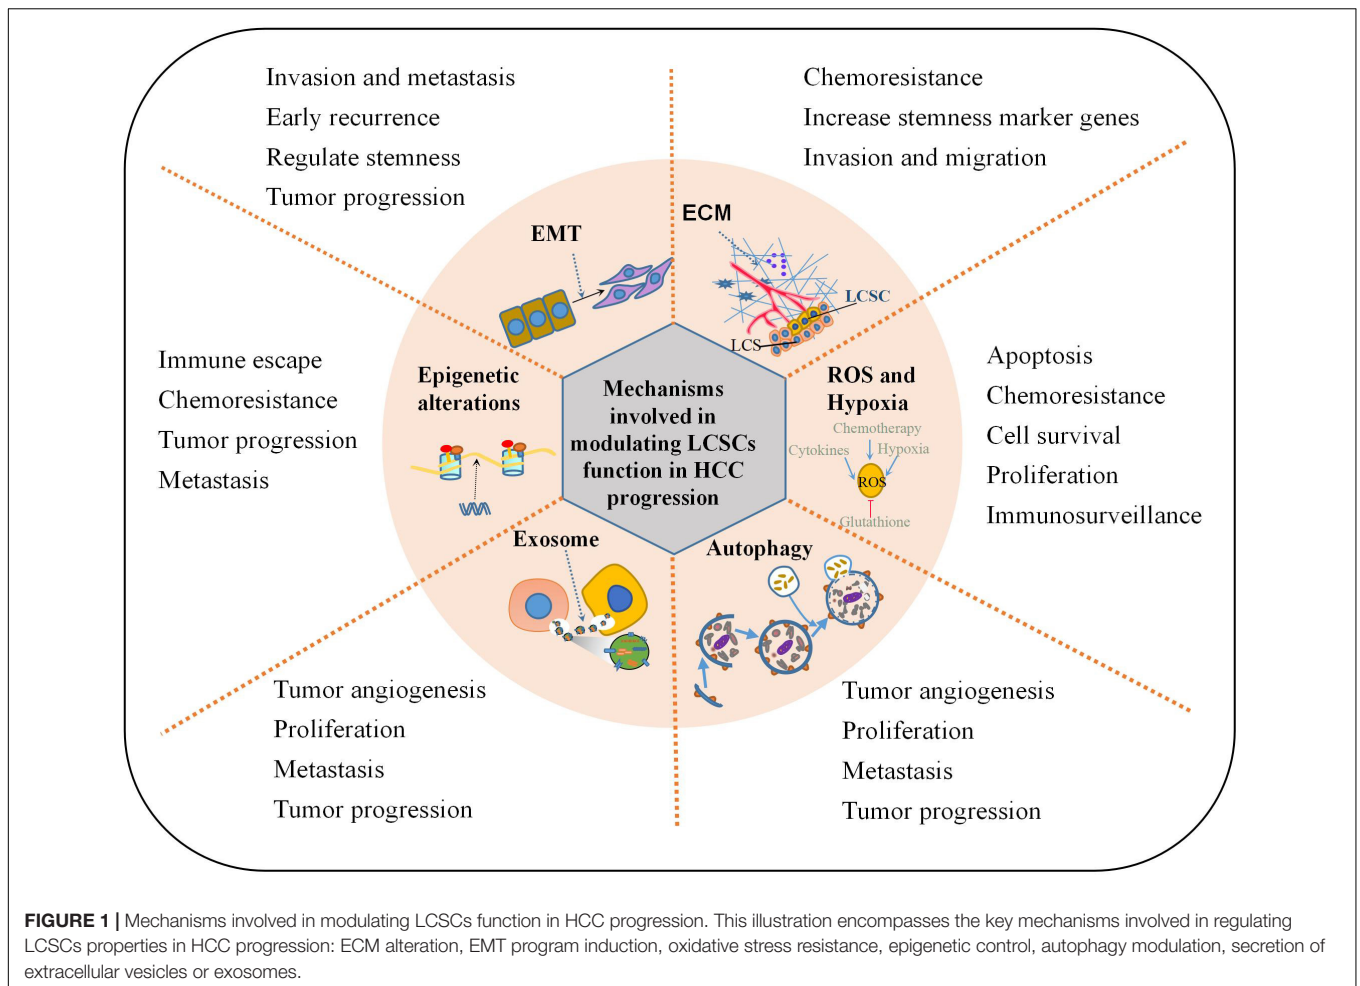 Invasion and metastasis
Early recurrence
Regulate stemness
Tumor progression
EMT
Chemoresistance
Increase stemness marker genes
Invasion and migration
ECM
LCSC
LCS
Immune escape
Chemoresistance
Tumor progression
Metastasis
Epigenetic
alterations
Mechanisms
involved in
modulating LCSCs
function in HCC
progression
ROS and
Hypoxia
Chemotherapy
Cytokines
Hypoxia
ROS
Glutathione
Apoptosis
Chemoresistance
Cell survival
Proliferation
Immunosurveillance
Exosome
Tumor angiogenesis
Proliferation
Metastasis
Tumor progression
Autophagy
Tumor angiogenesis
Proliferation
Metastasis
Tumor progression
FIGURE 1 | Mechanisms involved in modulating LCSCs function in HCC progression. This illustration encompasses the key mechanisms involved in regulating
LCSCs properties in HCC progression: ECM alteration, EMT program induction, oxidative stress resistance, epigenetic control, autophagy modulation, secretion of
extracellular vesicles or exosomes.